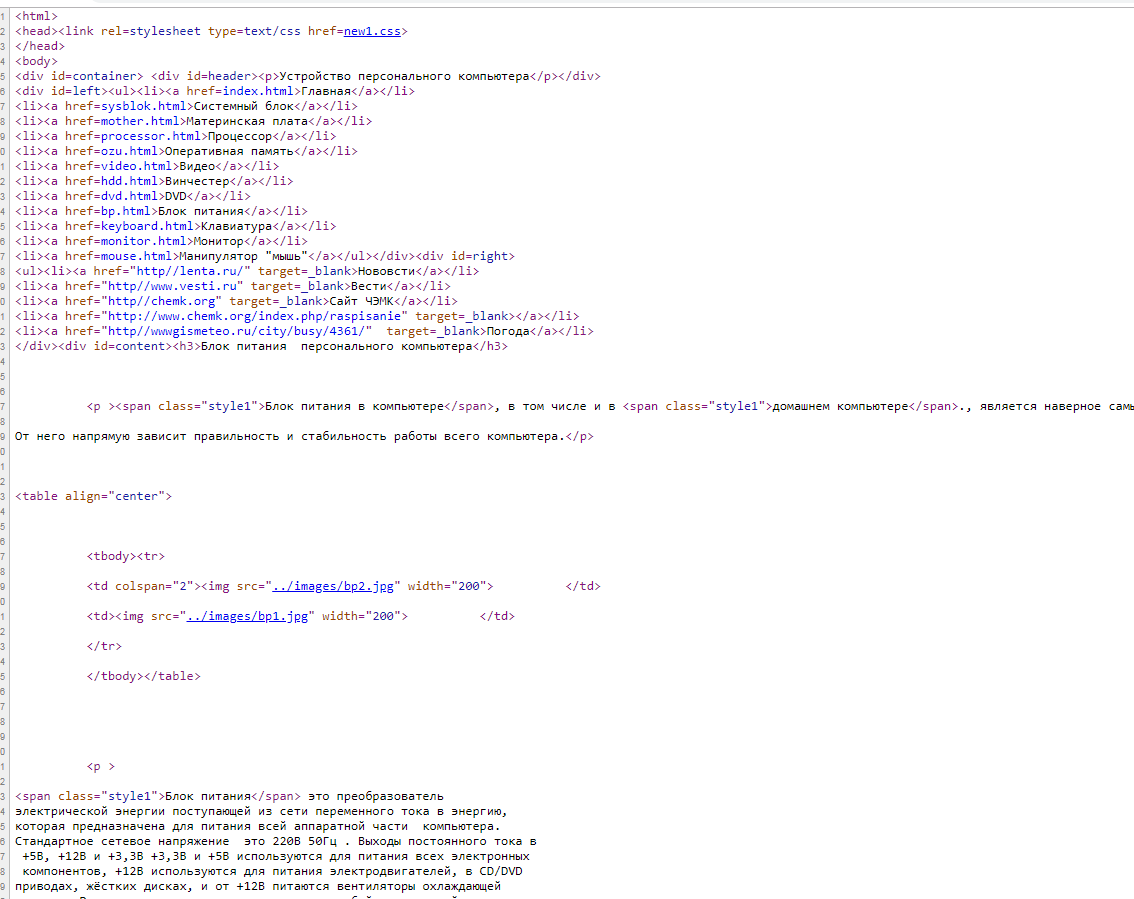 <html>
<head><link rel=stylesheet type=text/css href=new1.css>
</head>
<body>
<div id=container> <div id=header><p>Устройство персонального компьютера</p></div>
<div id=left><ul><li><a href=index.html>Главная</a></li>
<li><a href=sysblok.html>Системный блок</a></li>
<li><a href=mother.html>Материнская плата</a></li>
<li><a href=processor.html>Процессор</a></li>
<li><a href=ozu.html>Оперативная память</a></li>
<li><a href=video.html>Видео</a></li>
<li><a href=hdd.html>Винчестер</a></li>
<li><a href=dvd.html>DVD</a></li>
<li><a href=bp.html>Блок питания</a></li>
<li><a href=keyboard.html>Клавиатура</a></li>
<li><a href=monitor.html>Монитор</a></li>
<li><a href=mouse.html>Манипулятор "мышь"</a></ul></div><div id=right>
<ul><li><a href="http//lenta.ru/" target=_blank>Нововсти</a></li>
<li><a href="http//www.vesti.ru" target=_blank>Вести</a></li>
<li><a href="http//chemk.org" target=_blank>Сайт ЧЭМК</a></li>
<li><a href="http://www.chemk.org/index.php/raspisanie" target=_blank></a></li>
<li><a href="http//wwwgismeteo.ru/city/busy/4361/"  target=_blank>Погода</a></li>
</div><div id=content><h3>Блок питания  персонального компьютера</h3>
<p ><span class="style1">Блок питания в компьютере</span>, в том числе и в <span class="style1">домашнем компьютере</span>., является наверное
От него напрямую зависит правильность и стабильность работы всего компьютера.</p>
<table align="center">
<tbody><tr>
<td colspan="2"><img src="../images/bp2.jpg" width="200">          </td>
<td><img src="../images/bp1.jpg" width="200">          </td>
</tr>
</tbody></table>
<p >
<span class="style1">Блок питания</span> это преобразователь
электрической энергии поступающей из сети переменного тока в энергию,
которая предназначена для питания всей аппаратной части  компьютера.
Стандартное сетевое напряжение  это 220В 50Гц . Выходы постоянного тока в
+5В, +12В и +3,3В +3,3В и +5В используются для питания всех электронных
компонентов, +12В используются для питания электродвигателей, в CD/DVD
приводах, жёстких дисках, и от +12В питаются вентиляторы охлаждающей